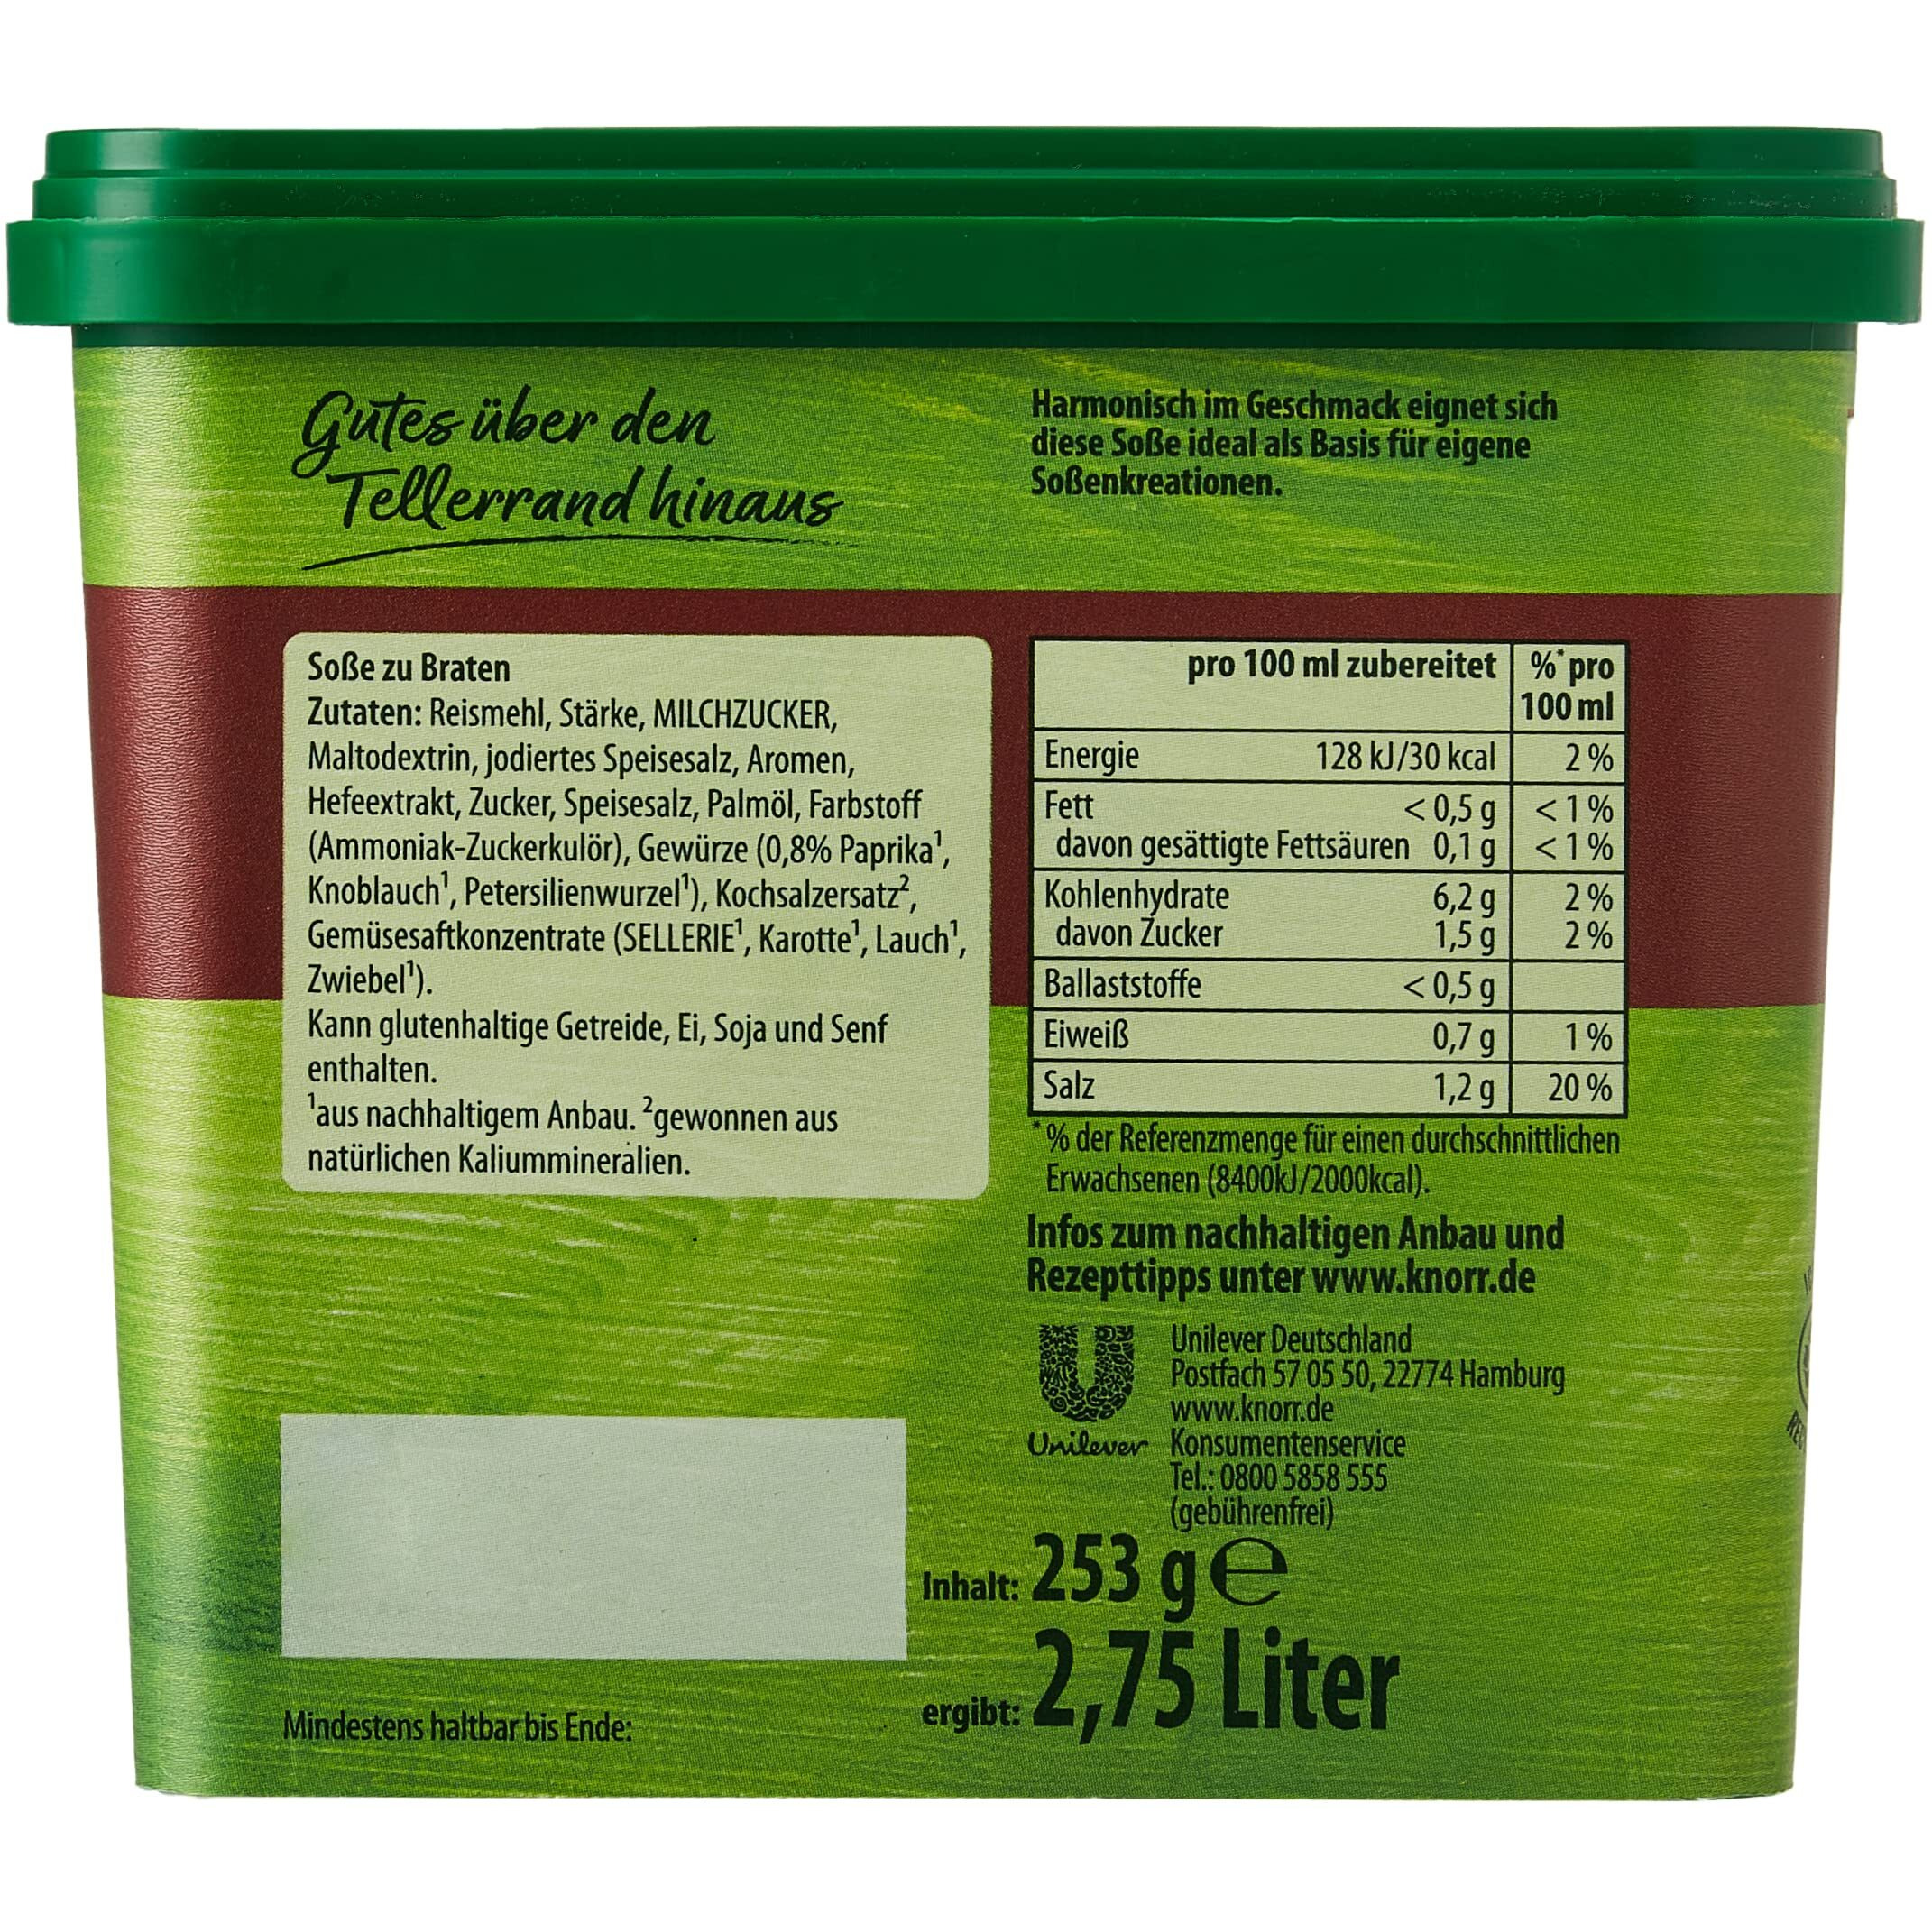 Gutes über den
Tellerrand hinaus
Harmonisch im Geschmack eignet sich
diese Soße ideal als Basis für eigene
Soßenkreationen.
Soße zu Braten
Zutaten: Reismehl, Stärke, MILCHZUCKER,
Maltodextrin, jodiertes Speisesalz, Aromen,
Hefeextrakt, Zucker, Speisesalz, Palmöl, Farbstoff
(Ammoniak-Zuckerkulör), Gewürze (0,8% Paprika¹,
Knoblauch¹, Petersilienwurzel¹), Kochsalzersatz²,
Gemüsesaftkonzentrate (SELLERIE¹, Karotte¹, Lauch¹,
Zwiebel¹).
Kann glutenhaltige Getreide, Ei, Soja und Senf
enthalten.
¹aus nachhaltigem Anbau. ²gewonnen aus
natürlichen Kaliummineralien.
pro 100 ml zubereitet %* pro
100 ml
Energie 128 kJ/30 kcal 2 %
Fett < 0,5 g < 1 %
davon gesättigte Fettsäuren 0,1 g < 1 %
Kohlenhydrate 6,2 g 2 %
davon Zucker 1,5 g 2 %
Ballaststoffe < 0,5 g
Eiweiß 0,7 g 1 %
Salz 1,2 g 20 %
*% der Referenzmenge für einen durchschnittlichen
Erwachsenen (8400kJ/2000kcal).
Infos zum nachhaltigen Anbau und
Rezepttipps unter www.knorr.de
Unilever
Unilever Deutschland
Postfach 57 05 50, 22774 Hamburg
www.knorr.de
Konsumentenservice
Tel.: 0800 5858 555
(gebührenfrei)
Inhalt: 253 g e
ergibt: 2,75 Liter
Mindestens haltbar bis Ende: